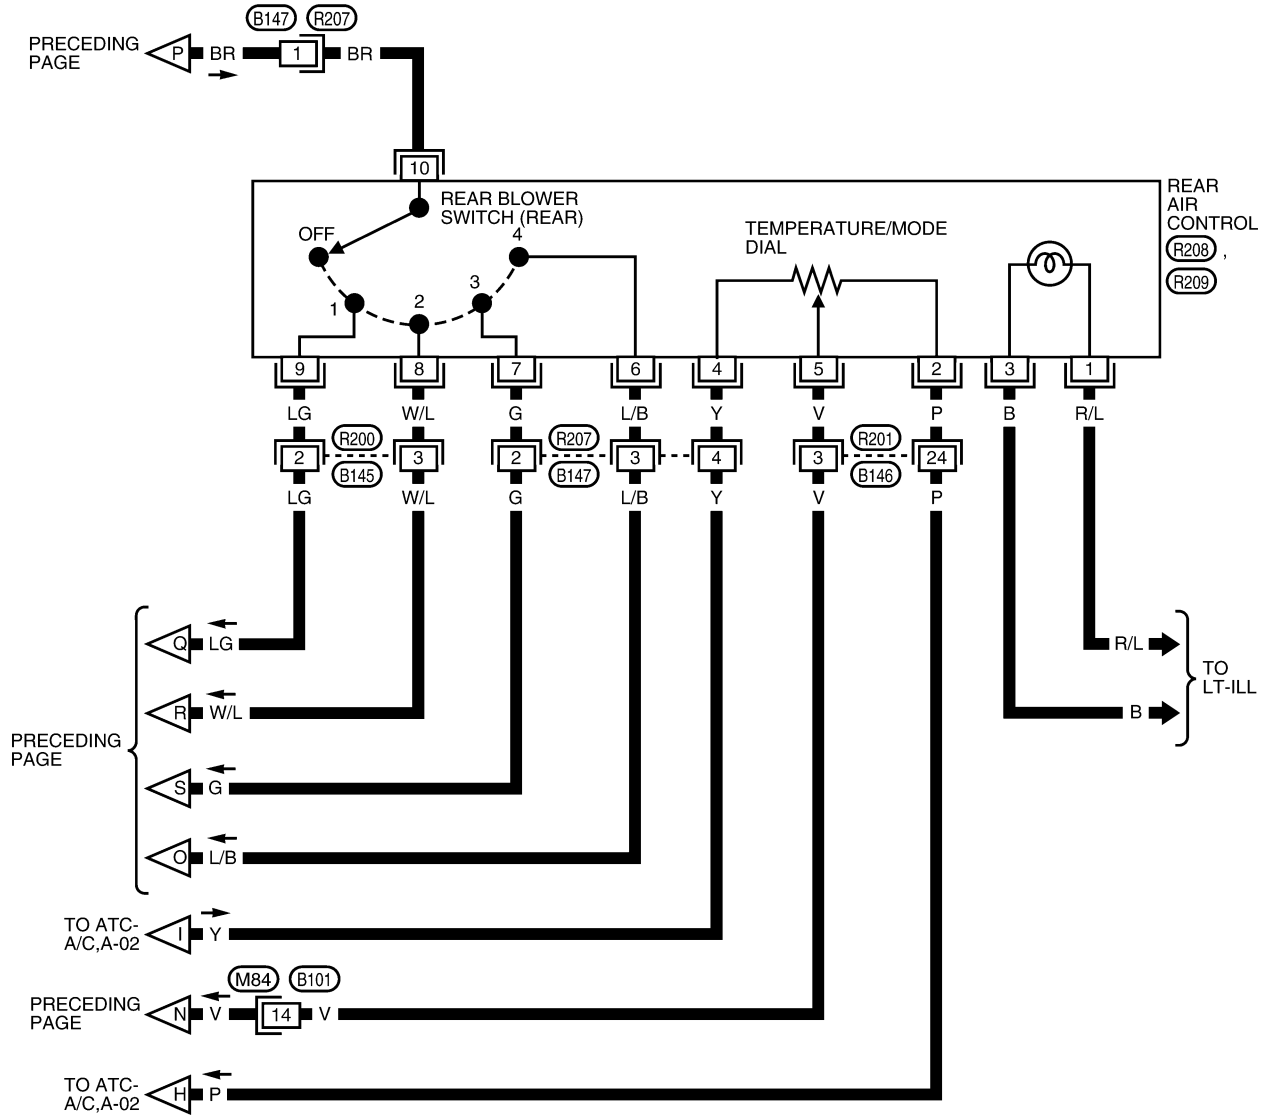 B147 R207
PRECEDING
PAGE
P BR 1 BR
10
REAR BLOWER
SWITCH (REAR)
OFF 4
3
2
1
TEMPERATURE/MODE
DIAL
REAR
AIR
CONTROL
R208 ,
R209
9 8 7 6 4 5 2 3 1
LG W/L G L/B Y V P B R/L
R200 R207 R201
2 3 2 3 4 3 24
B145 B147 B146
LG W/L G L/B Y V P
Q LG
R W/L
PRECEDING
PAGE
S G
O L/B
R/L
B
TO
LT-ILL
TO ATC-
A/C,A-02
I Y
M84 B101
PRECEDING
PAGE
N V 14 V
TO ATC-
A/C,A-02
H P